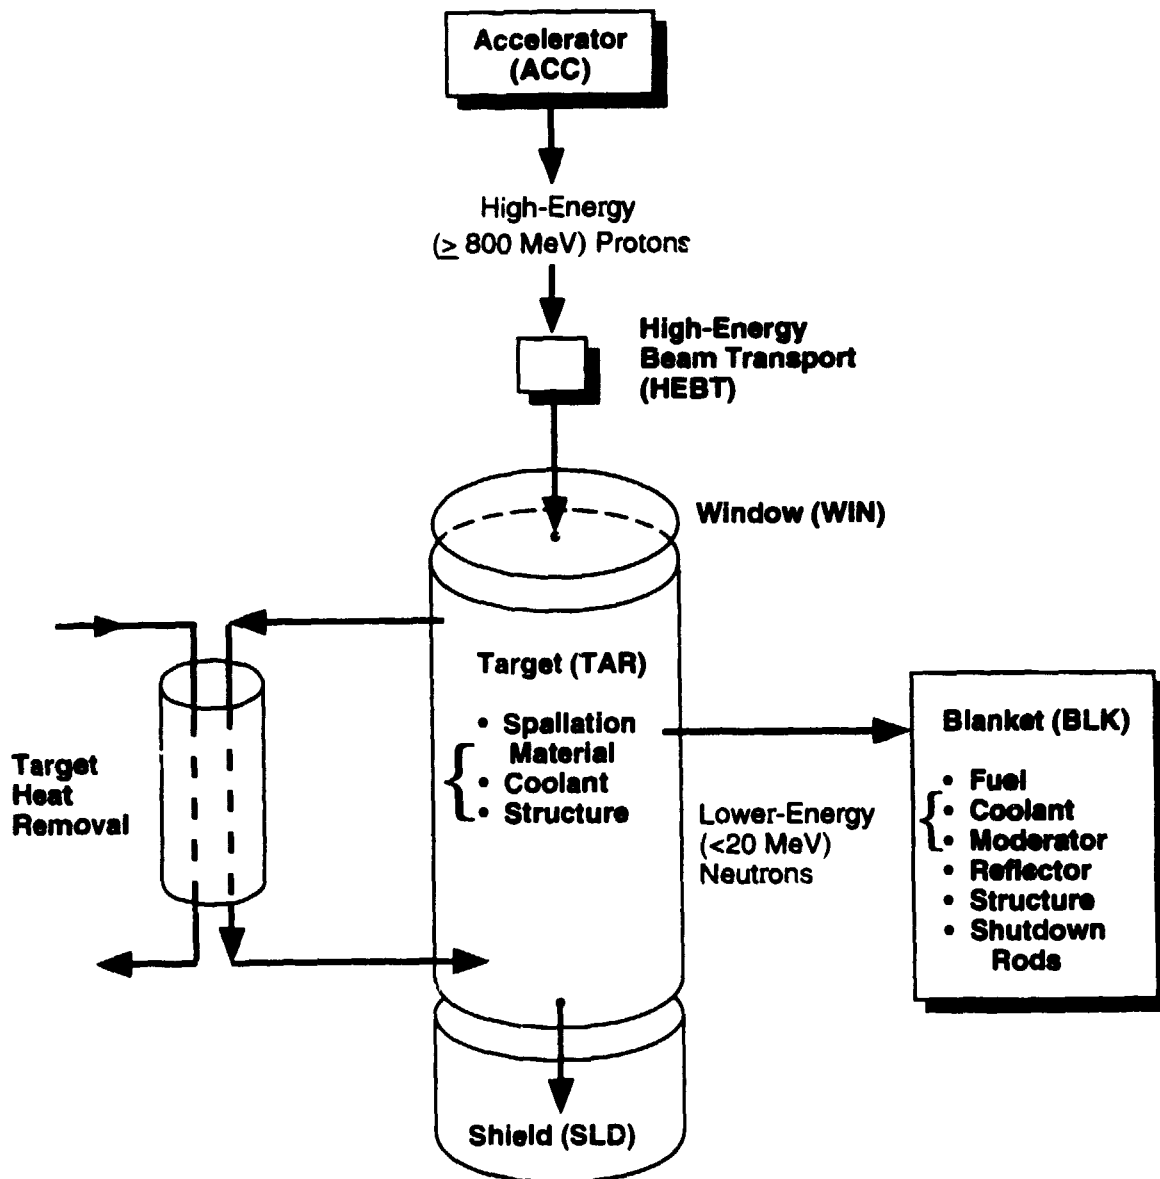 Accelerator
(ACC)
High-Energy
(≥ 800 MeV) Protons
High-Energy
Beam Transport
(HEBT)
Window (WIN)
Target (TAR)
• Spallation
Material
• Coolant
• Structure
Target
Heat
Removal
Lower-Energy
(<20 MeV)
Neutrons
Blanket (BLK)
• Fuel
• Coolant
• Moderator
• Reflector
• Structure
• Shutdown
Rods
Shield (SLD)